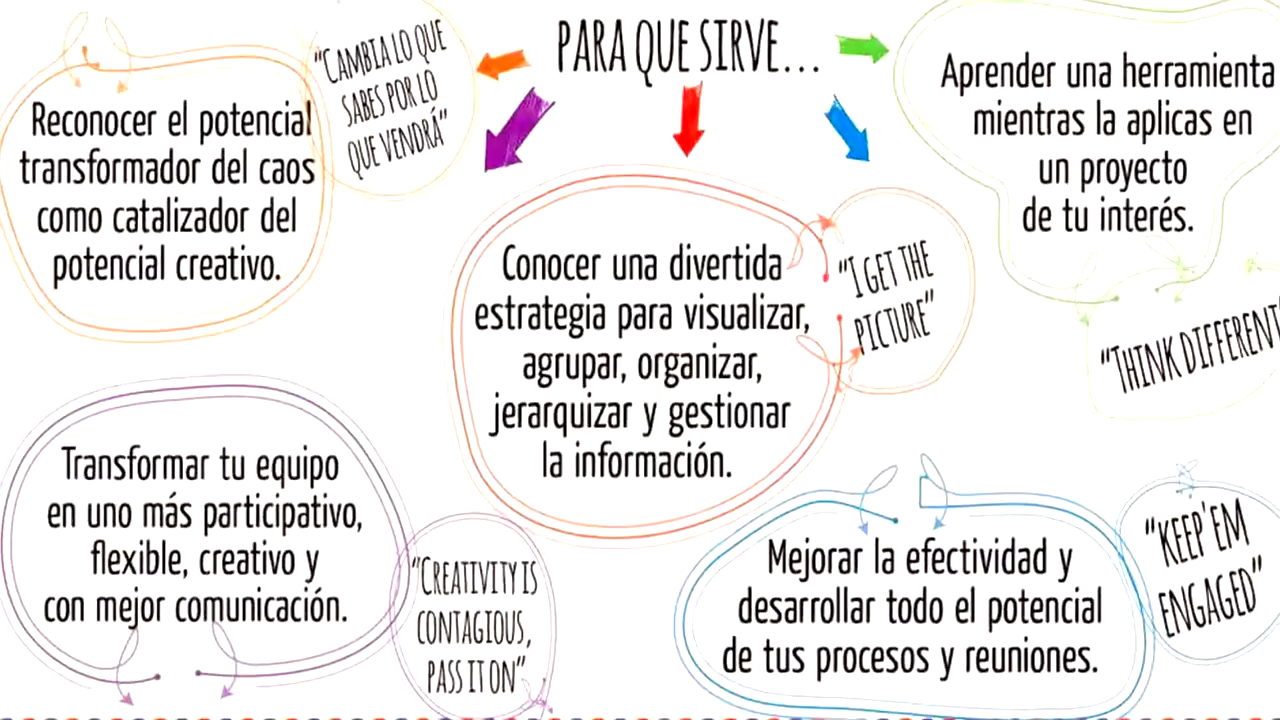 PARA QUE SIRVE...
Reconocer el potencial
transformador del caos
como catalizador del
potencial creativo.
“CAMBIA LO QUE
SABES POR LO
QUE VENDRÁ”
Aprender una herramienta
mientras la aplicas en
un proyecto
de tu interés.
“THINK DIFFERENT”
Conocer una divertida
estrategia para visualizar,
agrupar, organizar,
jerarquizar y gestionar
la información.
“I GET THE
PICTURE”
Transformar tu equipo
en uno más participativo,
flexible, creativo y
con mejor comunicación.
“CREATIVITY IS
CONTAGIOUS,
PASS IT ON”
Mejorar la efectividad y
desarrollar todo el potencial
de tus procesos y reuniones.
“KEEP'EM
ENGAGED”